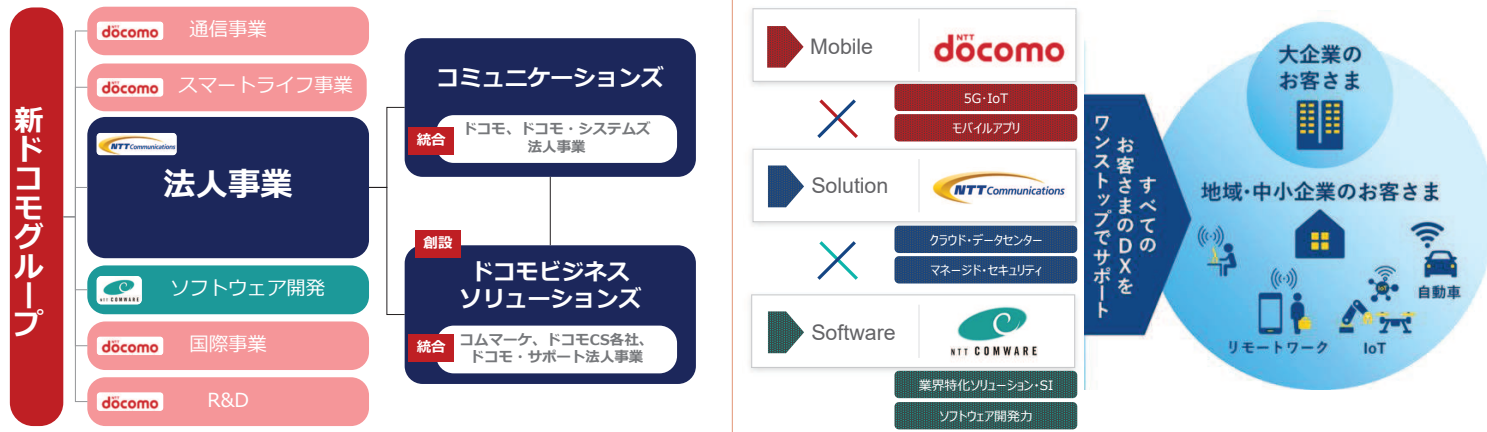 新ドコモグループ
NTT docomo
通信事業
NTT docomo
スマートライフ事業
NTT Communications
法人事業
NTT COMWARE
ソフトウェア開発
NTT docomo
国際事業
NTT docomo
R&D
コミュニケーションズ
統合
ドコモ、ドコモ・システムズ
法人事業
創設
ドコモビジネス
ソリューションズ
統合
コムマーケ、ドコモCS各社、
ドコモ・サポート法人事業
Mobile
NTT docomo
5G・IoT
モバイルアプリ
Solution
NTT Communications
クラウド・データセンター
マネージド・セキュリティ
Software
NTT COMWARE
業界特化ソリューション・SI
ソフトウェア開発力
すべての
お客さまのDXを
ワンストップでサポート
大企業の
お客さま
地域・中小企業のお客さま
自動車
リモートワーク
IoT